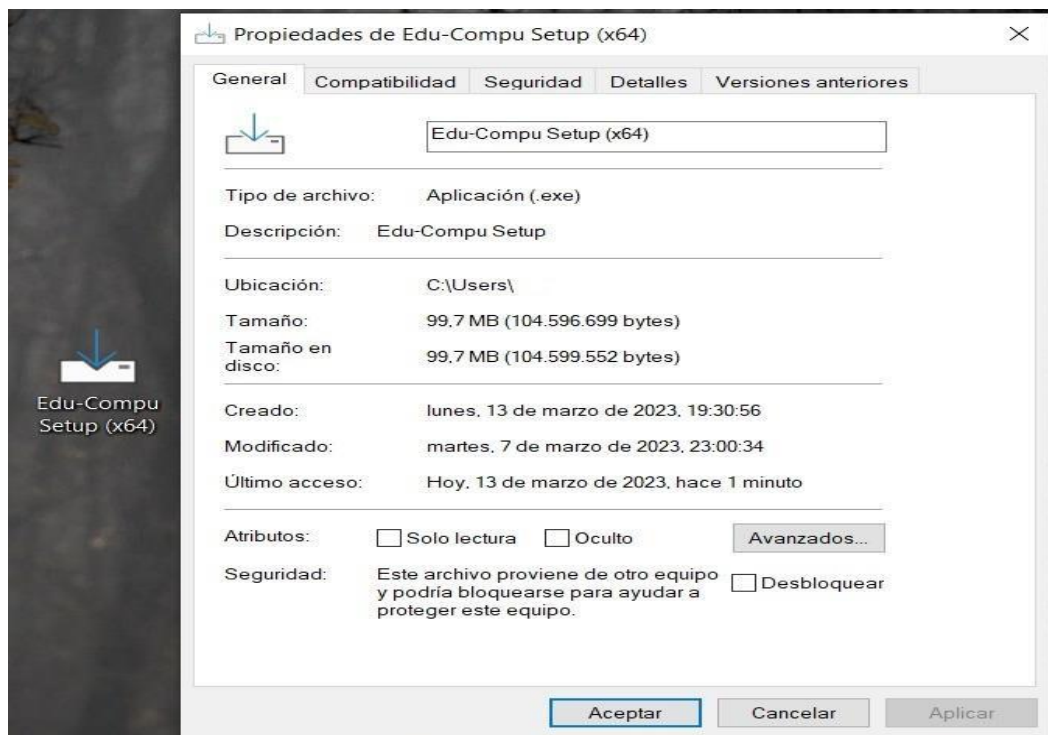 Propiedades de Edu-Compu Setup (x64)
General Compatibilidad Seguridad Detalles Versiones anteriores
Edu-Compu Setup (x64)
Tipo de archivo: Aplicación (.exe)
Descripción: Edu-Compu Setup
Ubicación: C:\Users\
Tamaño: 99,7 MB (104.596.699 bytes)
Tamaño en
disco: 99,7 MB (104.599.552 bytes)
Edu-Compu
Setup (x64)
Creado: lunes, 13 de marzo de 2023, 19:30:56
Modificado: martes, 7 de marzo de 2023, 23:00:34
Último acceso: Hoy, 13 de marzo de 2023, hace 1 minuto
Atributos: Solo lectura Oculto Avanzados...
Seguridad: Este archivo proviene de otro equipo
y podría bloquearse para ayudar a
proteger este equipo.
Desbloquear
Aceptar Cancelar Aplicar